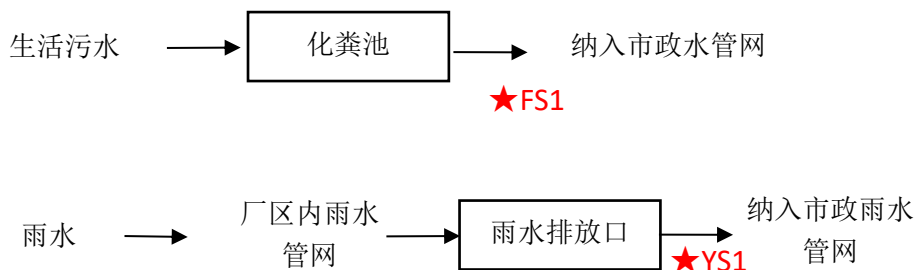 生活污水
化粪池
纳入市政水管网
★FS1
雨水
厂区内雨水
管网
雨水排放口
纳入市政雨水
管网
★YS1